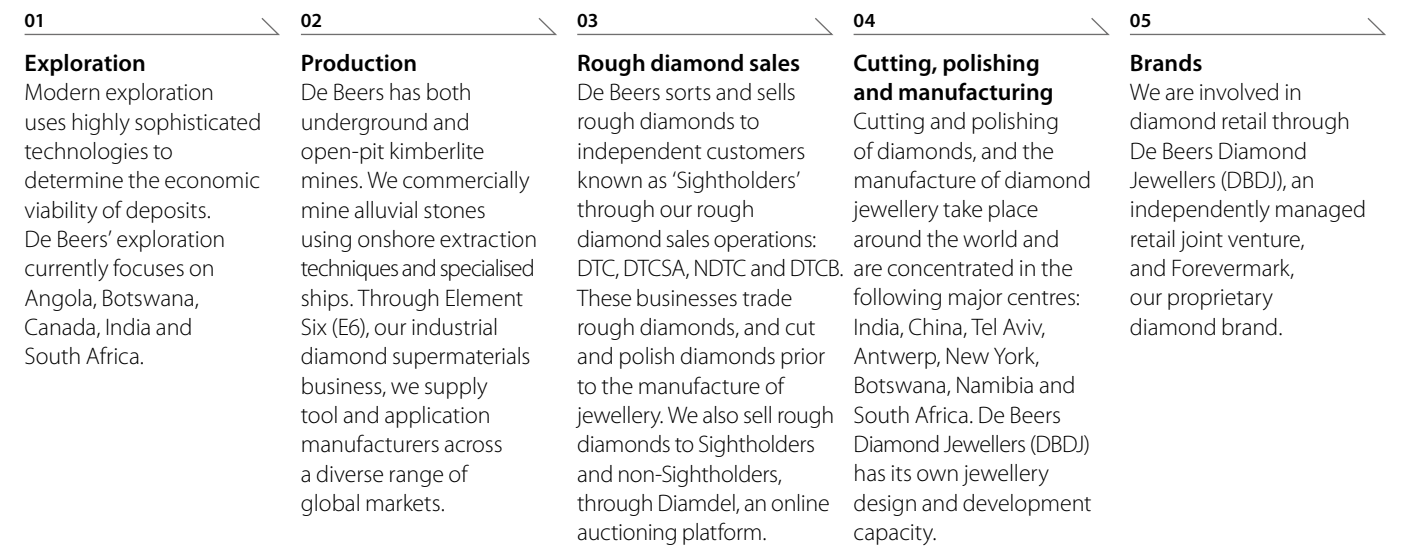 01
Exploration
Modern exploration
uses highly sophisticated
technologies to
determine the economic
viability of deposits.
De Beers’ exploration
currently focuses on
Angola, Botswana,
Canada, India and
South Africa.
02
Production
De Beers has both
underground and
open-pit kimberlite
mines. We commercially
mine alluvial stones
using onshore extraction
techniques and specialised
ships. Through Element
Six (E6), our industrial
diamond supermaterials
business, we supply
tool and application
manufacturers across
a diverse range of
global markets.
03
Rough diamond sales
De Beers sorts and sells
rough diamonds to
independent customers
known as ‘Sightholders’
through our rough
diamond sales operations:
DTC, DTCSA, NDTC and DTCB.
These businesses trade
rough diamonds, and cut
and polish diamonds prior
to the manufacture of
jewellery. We also sell rough
diamonds to Sightholders
and non-Sightholders,
through Diamdel, an online
auctioning platform.
04
Cutting, polishing
and manufacturing
Cutting and polishing
of diamonds, and the
manufacture of diamond
jewellery take place
around the world and
are concentrated in the
following major centres:
India, China, Tel Aviv,
Antwerp, New York,
Botswana, Namibia and
South Africa. De Beers
Diamond Jewellers (DBDJ)
has its own jewellery
design and development
capacity.
05
Brands
We are involved in
diamond retail through
De Beers Diamond
Jewellers (DBDJ), an
independently managed
retail joint venture,
and Forevermark,
our proprietary
diamond brand.